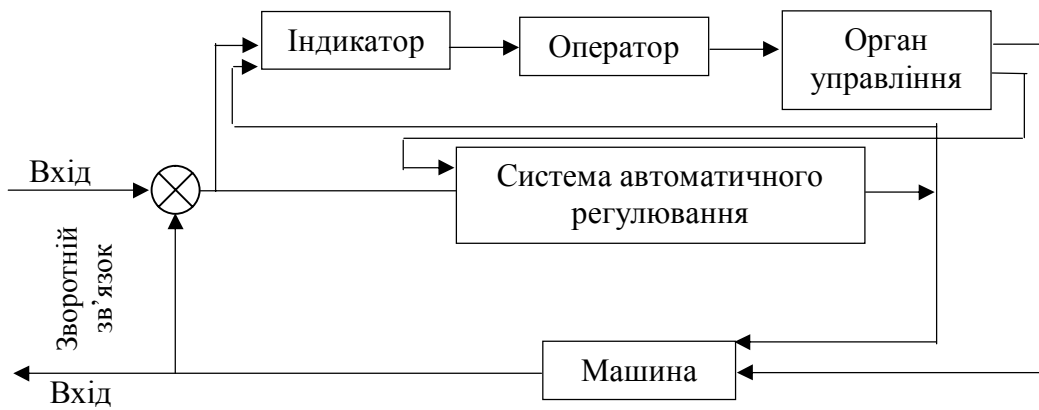 Індикатор
Оператор
Орган
управління
Вхід
Система автоматичного
регулювання
Зворотній
зв’язок
Машина
Вхід